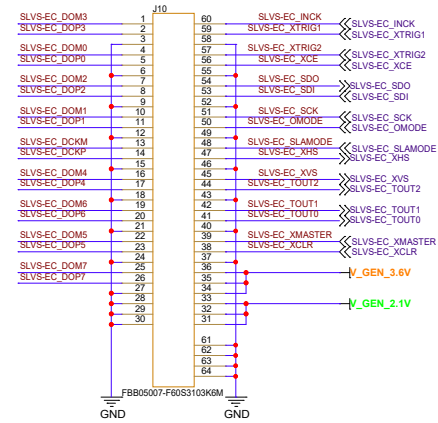 J10
SLVS-EC_DOM3 1 60 SLVS-EC_INCK SLVS-EC_INCK
SLVS-EC_DOP3 2 59 SLVS-EC_XTRIG1 SLVS-EC_XTRIG1
3 58
SLVS-EC_DOM0 4 57 SLVS-EC_XTRIG2 SLVS-EC_XTRIG2
SLVS-EC_DOP0 5 56 SLVS-EC_XCE SLVS-EC_XCE
6 55
SLVS-EC_DOM2 7 54 SLVS-EC_SDO SLVS-EC_SDO
SLVS-EC_DOP2 8 53 SLVS-EC_SDI SLVS-EC_SDI
9 52
SLVS-EC_DOM1 10 51 SLVS-EC_SCK SLVS-EC_SCK
SLVS-EC_DOP1 11 50 SLVS-EC_OMODE SLVS-EC_OMODE
12 49
SLVS-EC_DCKM 13 48 SLVS-EC_SLAMODE SLVS-EC_SLAMODE
SLVS-EC_DCKP 14 47 SLVS-EC_XHS SLVS-EC_XHS
15 46
SLVS-EC_DOM4 16 45 SLVS-EC_XVS SLVS-EC_XVS
SLVS-EC_DOP4 17 44 SLVS-EC_TOUT2 SLVS-EC_TOUT2
18 43
SLVS-EC_DOM6 19 42 SLVS-EC_TOUT1 SLVS-EC_TOUT1
SLVS-EC_DOP6 20 41 SLVS-EC_TOUT0 SLVS-EC_TOUT0
21 40
SLVS-EC_DOM5 22 39 SLVS-EC_XMASTER SLVS-EC_XMASTER
SLVS-EC_DOP5 23 38 SLVS-EC_XCLR SLVS-EC_XCLR
24 37
SLVS-EC_DOM7 25 36 V_GEN_3.6V
SLVS-EC_DOP7 26 35
27 34
28 33 V_GEN_2.1V
29 32
30 31
61
62
63
64
FBB05007-F60S3103K6M
GND GND